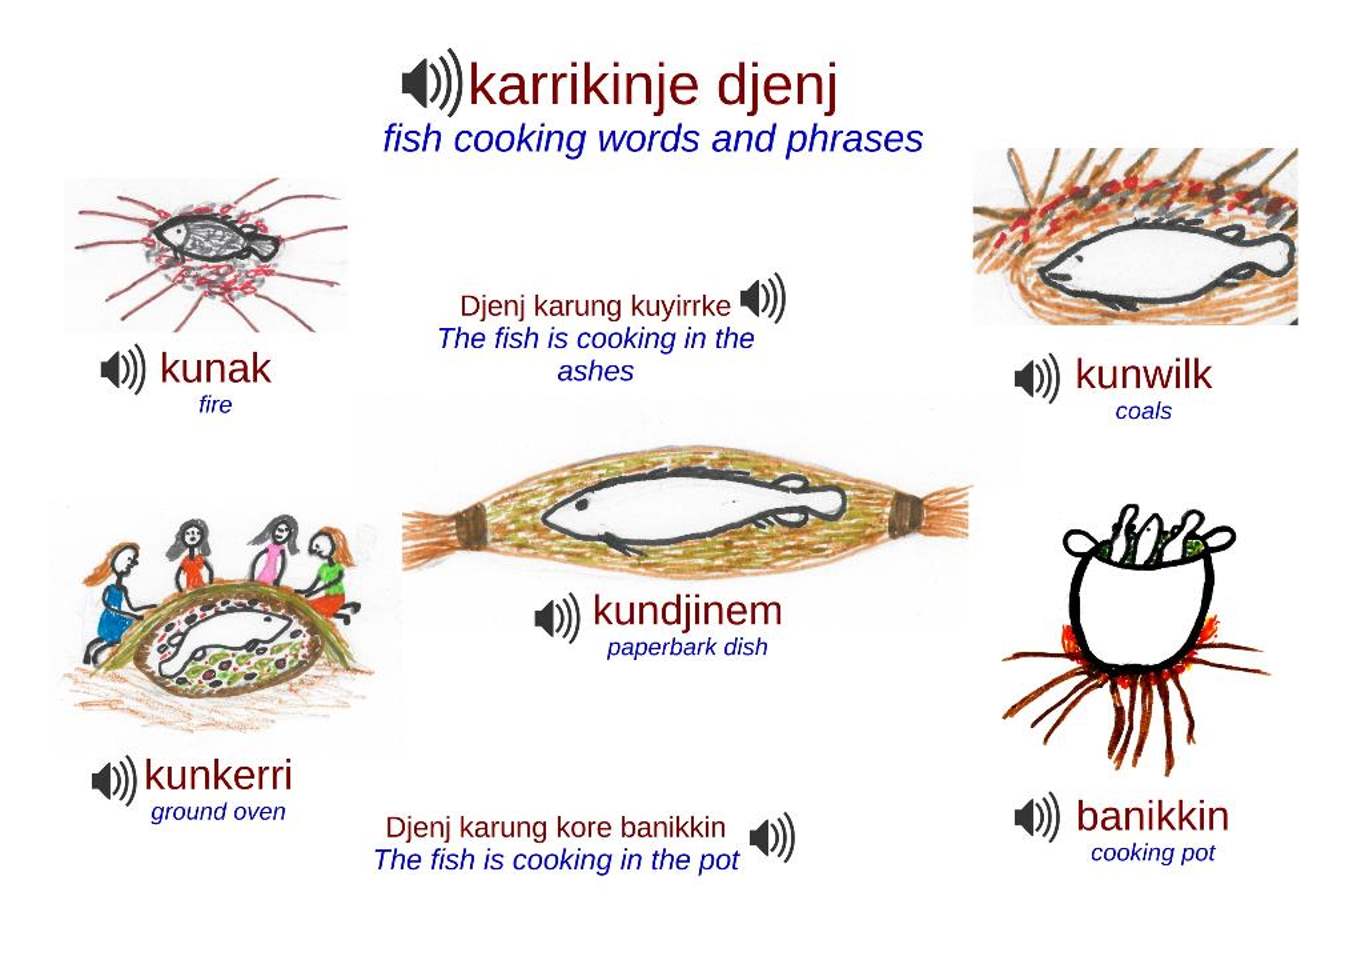 karrikinje djenj
fish cooking words and phrases
kunak
fire
Djenj karung kuyirrke
The fish is cooking in the
ashes
kunwilk
coals
kundjinem
paperbark dish
kunkerri
ground oven
Djenj karung kore banikkin
The fish is cooking in the pot
banikkin
cooking pot